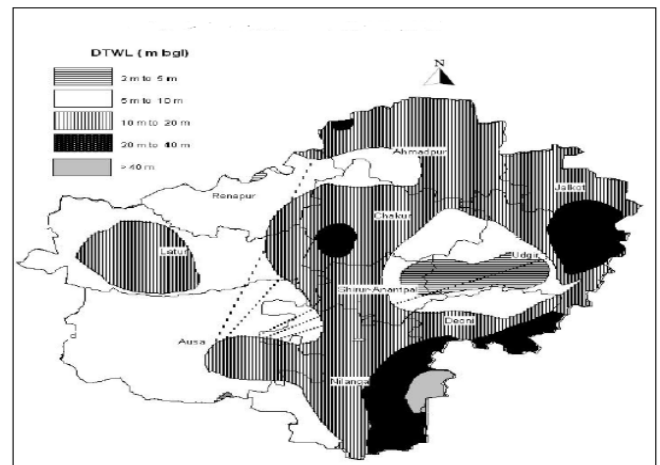 DTWL ( m bgl)
2 m to 5 m
5 m to 10 m
10 m to 20 m
20 m to 40 m
> 40 m
N
Ahmadpur
Jalkot
Renapur
Chakur
Latur
Udgir
Shirur-Anantpal
Deoni
Ausa
Nilanga